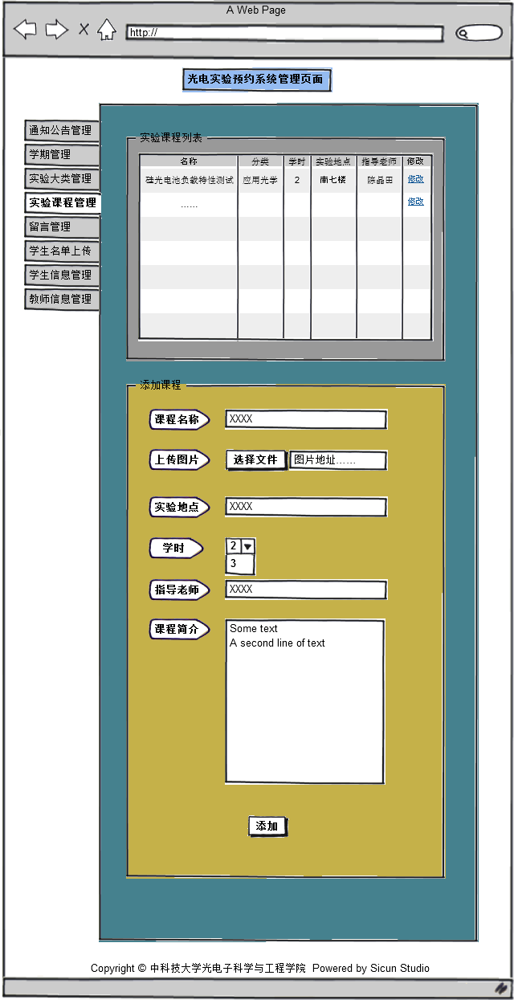 A Web Page
http://
光电实验预约系统管理页面
通知公告管理
学期管理
实验大类管理
实验课程管理
留言管理
学生名单上传
学生信息管理
教师信息管理
实验课程列表
名称 分类 学时 实验地点 指导老师 修改
硅光电池负载特性测试 应用光学 2 南七楼 陈晶田 修改
…… 修改
添加课程
课程名称 XXXX
上传图片 选择文件 图片地址……
实验地点 XXXX
学时 2
3
指导老师 XXXX
课程简介 Some text
A second line of text
添加
Copyright © 中科技大学光电子科学与工程学院 Powered by Sicun Studio